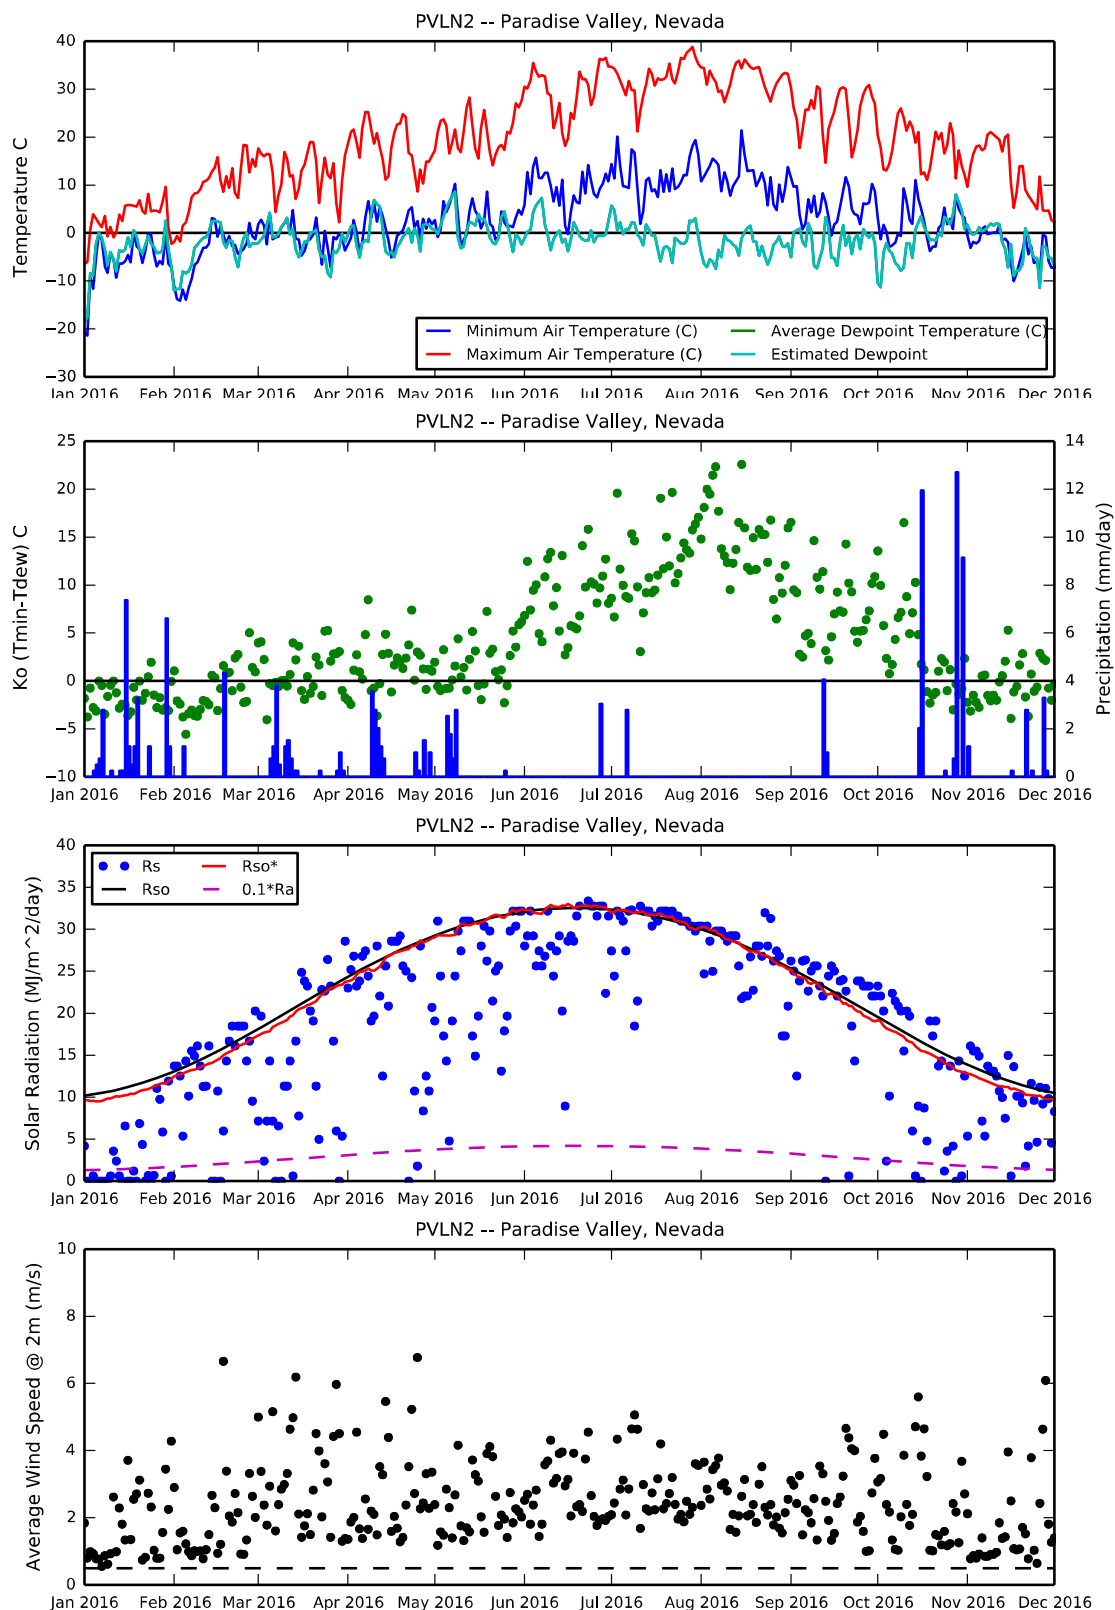 PVLN2 -- Paradise Valley, Nevada
40
30
20
10
0
−10
−20
−30
Temperature C
Minimum Air Temperature (C)
Maximum Air Temperature (C)
Average Dewpoint Temperature (C)
Estimated Dewpoint
Jan 2016 Feb 2016 Mar 2016 Apr 2016 May 2016 Jun 2016 Jul 2016 Aug 2016 Sep 2016 Oct 2016 Nov 2016 Dec 2016
PVLN2 -- Paradise Valley, Nevada
25
20
15
10
5
0
−5
−10
Ko (Tmin-Tdew) C
14
12
10
8
6
4
2
0
Precipitation (mm/day)
Jan 2016 Feb 2016 Mar 2016 Apr 2016 May 2016 Jun 2016 Jul 2016 Aug 2016 Sep 2016 Oct 2016 Nov 2016 Dec 2016
PVLN2 -- Paradise Valley, Nevada
40
35
30
25
20
15
10
5
0
Solar Radiation (MJ/m^2/day)
Rs
Rso
Rso*
0.1*Ra
Jan 2016 Feb 2016 Mar 2016 Apr 2016 May 2016 Jun 2016 Jul 2016 Aug 2016 Sep 2016 Oct 2016 Nov 2016 Dec 2016
PVLN2 -- Paradise Valley, Nevada
10
8
6
4
2
0
Average Wind Speed @ 2m (m/s)
Jan 2016 Feb 2016 Mar 2016 Apr 2016 May 2016 Jun 2016 Jul 2016 Aug 2016 Sep 2016 Oct 2016 Nov 2016 Dec 2016